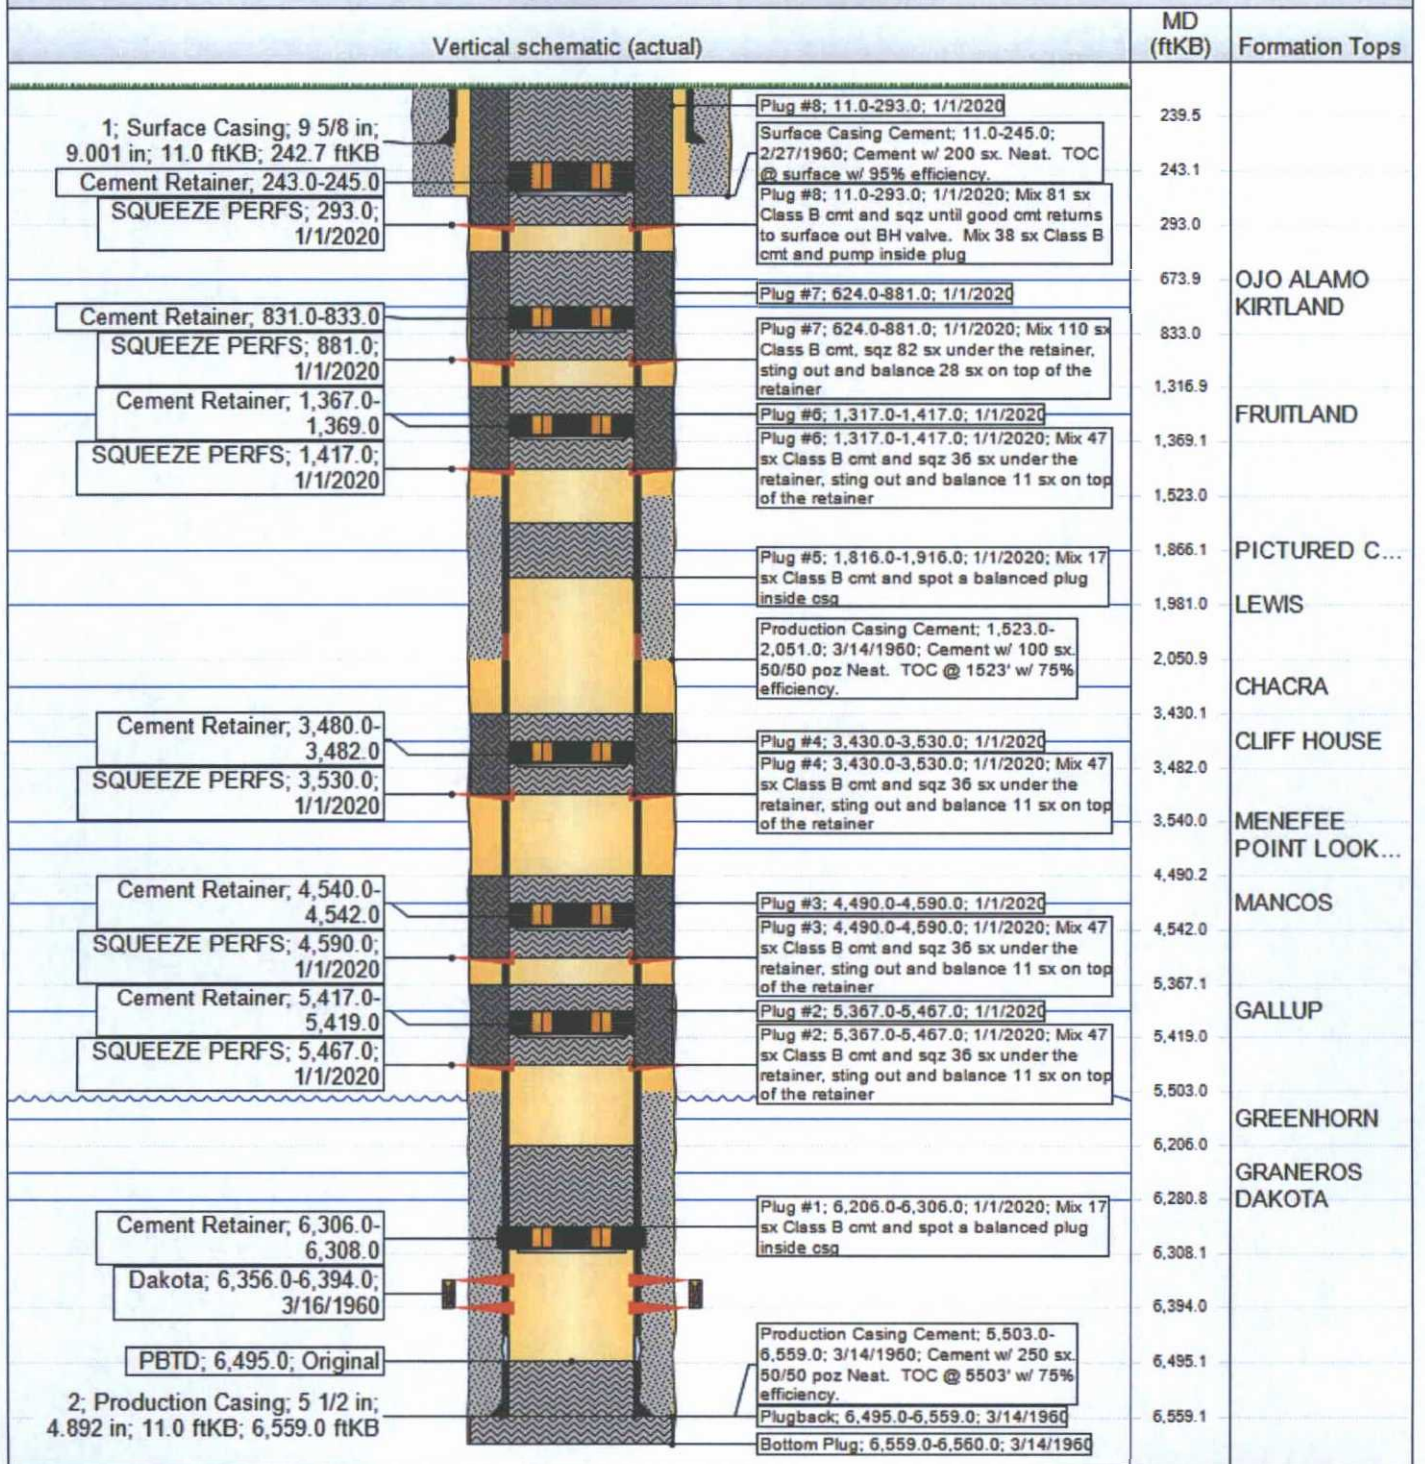 Vertical schematic (actual)
MD
(ftKB)
Formation Tops
1; Surface Casing; 9 5/8 in;
9.001 in; 11.0 ftKB; 242.7 ftKB
Cement Retainer; 243.0-245.0
SQUEEZE PERFS; 293.0;
1/1/2020
Cement Retainer; 831.0-833.0
SQUEEZE PERFS; 881.0;
1/1/2020
Cement Retainer; 1,367.0-
1,369.0
SQUEEZE PERFS; 1,417.0;
1/1/2020
Cement Retainer; 3,480.0-
3,482.0
SQUEEZE PERFS; 3,530.0;
1/1/2020
Cement Retainer; 4,540.0-
4,542.0
SQUEEZE PERFS; 4,590.0;
1/1/2020
Cement Retainer; 5,417.0-
5,419.0
SQUEEZE PERFS; 5,467.0;
1/1/2020
Cement Retainer; 6,306.0-
6,308.0
Dakota; 6,356.0-6,394.0;
3/16/1960
PBTD; 6,495.0; Original
2; Production Casing; 5 1/2 in;
4.892 in; 11.0 ftKB; 6,559.0 ftKB
Plug #8; 11.0-293.0; 1/1/2020
Surface Casing Cement; 11.0-245.0;
2/27/1960; Cement w/ 200 sx. Neat. TOC
@ surface w/ 95% efficiency.
Plug #8; 11.0-293.0; 1/1/2020; Mix 81 sx
Class B cmt and sqz until good cmt returns
to surface out BH valve. Mix 38 sx Class B
cmt and pump inside plug
Plug #7; 624.0-881.0; 1/1/2020
Plug #7; 624.0-881.0; 1/1/2020; Mix 110 sx
Class B cmt, sqz 82 sx under the retainer,
sting out and balance 28 sx on top of the
retainer
Plug #6; 1,317.0-1,417.0; 1/1/2020
Plug #6; 1,317.0-1,417.0; 1/1/2020; Mix 47
sx Class B cmt and sqz 36 sx under the
retainer, sting out and balance 11 sx on top
of the retainer
Plug #5; 1,816.0-1,916.0; 1/1/2020; Mix 17
sx Class B cmt and spot a balanced plug
inside csg
Production Casing Cement; 1,523.0-
2,051.0; 3/14/1960; Cement w/ 100 sx.
50/50 poz Neat. TOC @ 1523' w/ 75%
efficiency.
Plug #4; 3,430.0-3,530.0; 1/1/2020
Plug #4; 3,430.0-3,530.0; 1/1/2020; Mix 47
sx Class B cmt and sqz 36 sx under the
retainer, sting out and balance 11 sx on top
of the retainer
Plug #3; 4,490.0-4,590.0; 1/1/2020
Plug #3; 4,490.0-4,590.0; 1/1/2020; Mix 47
sx Class B cmt and sqz 36 sx under the
retainer, sting out and balance 11 sx on top
of the retainer
Plug #2; 5,367.0-5,467.0; 1/1/2020
Plug #2; 5,367.0-5,467.0; 1/1/2020; Mix 47
sx Class B cmt and sqz 36 sx under the
retainer, sting out and balance 11 sx on top
of the retainer
Plug #1; 6,206.0-6,306.0; 1/1/2020; Mix 17
sx Class B cmt and spot a balanced plug
inside csg
Production Casing Cement; 5,503.0-
6,559.0; 3/14/1960; Cement w/ 250 sx.
50/50 poz Neat. TOC @ 5503' w/ 75%
efficiency.
Plugback; 6,495.0-6,559.0; 3/14/1960
Bottom Plug; 6,559.0-6,560.0; 3/14/1960
239.5
243.1
293.0
673.9
833.0
1,316.9
1,369.1
1,523.0
1,866.1
1,981.0
2,050.9
3,430.1
3,482.0
3,540.0
4,490.2
4,542.0
5,367.1
5,419.0
5,503.0
6,206.0
6,280.8
6,308.1
6,394.0
6,495.1
6,559.1
OJO ALAMO
KIRTLAND
FRUITLAND
PICTURED C...
LEWIS
CHACRA
CLIFF HOUSE
MENEFEE
POINT LOOK...
MANCOS
GALLUP
GREENHORN
GRANEROS
DAKOTA